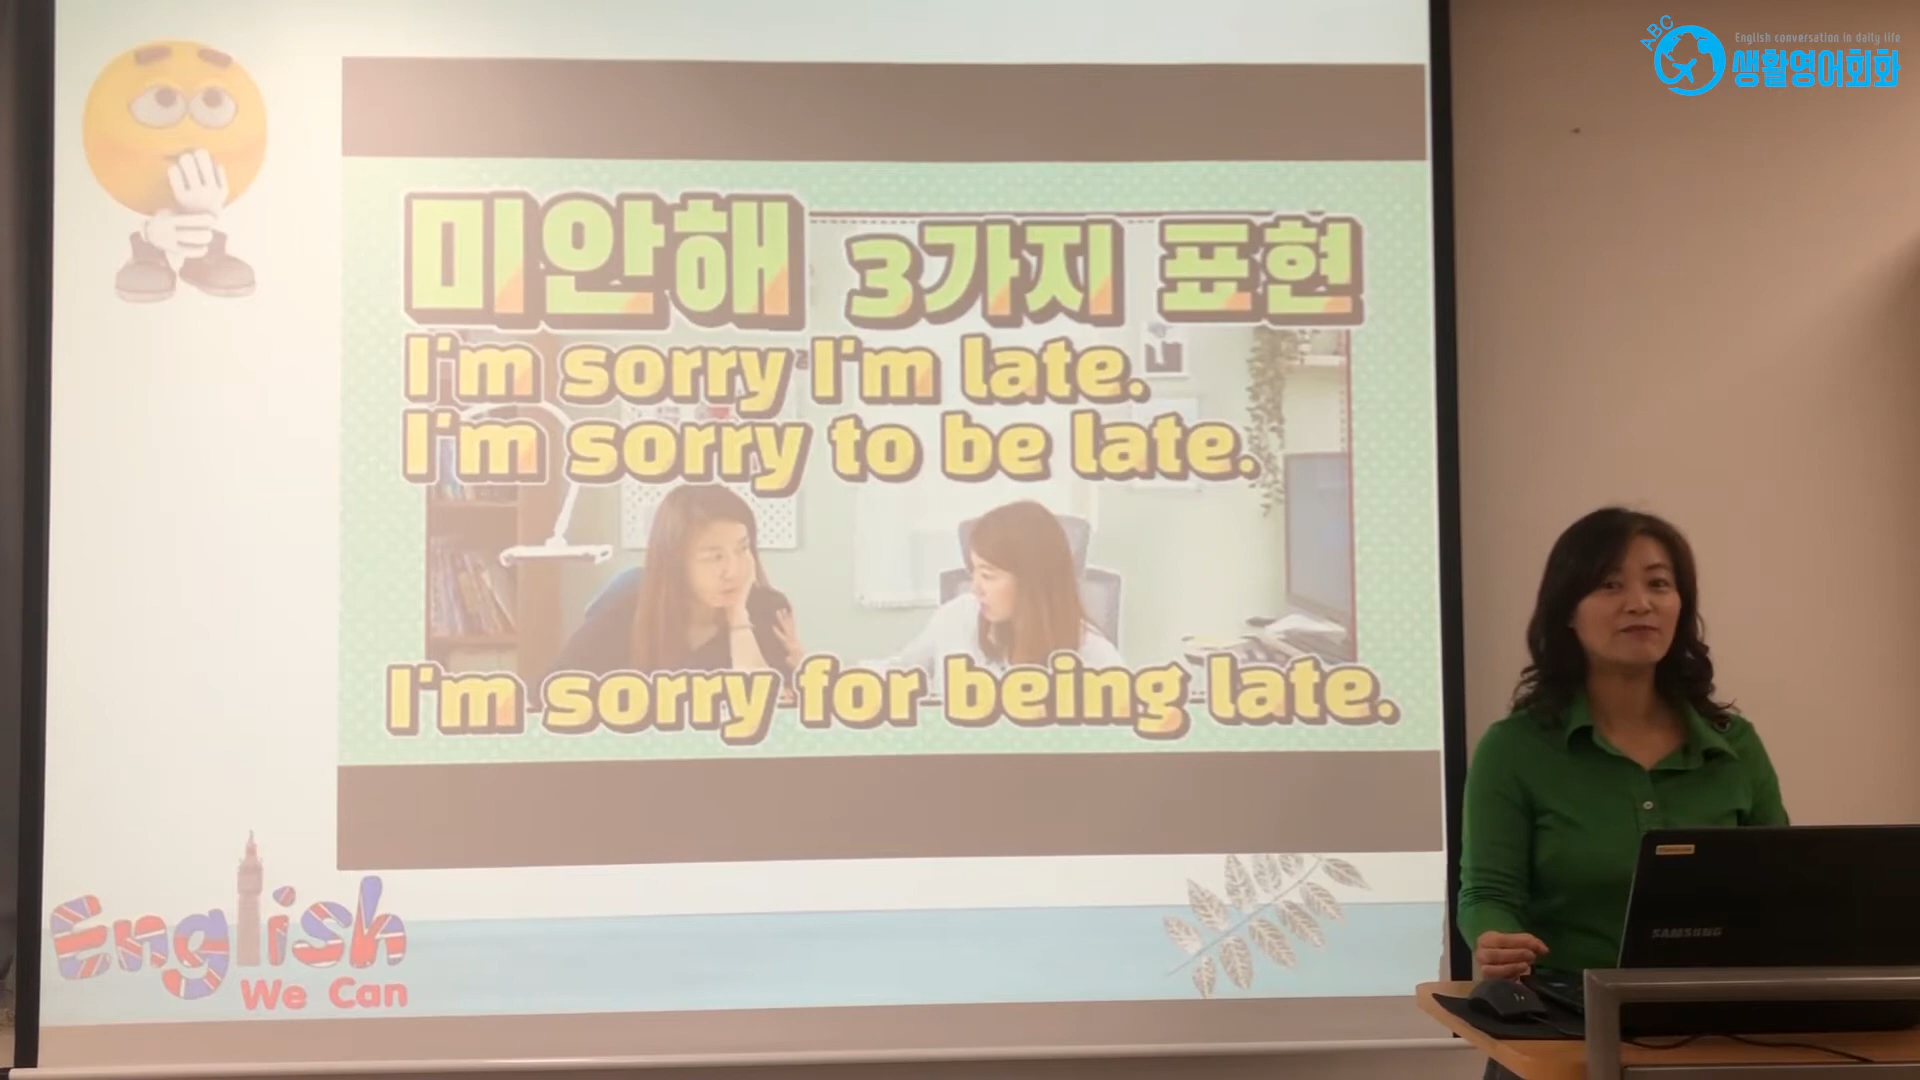 ABC
English conversation in daily life
생활영어회화
미안해 3가지 표현
I'm sorry I'm late.
I'm sorry to be late.
I'm sorry for being late.
English
We Can
SAMSUNG